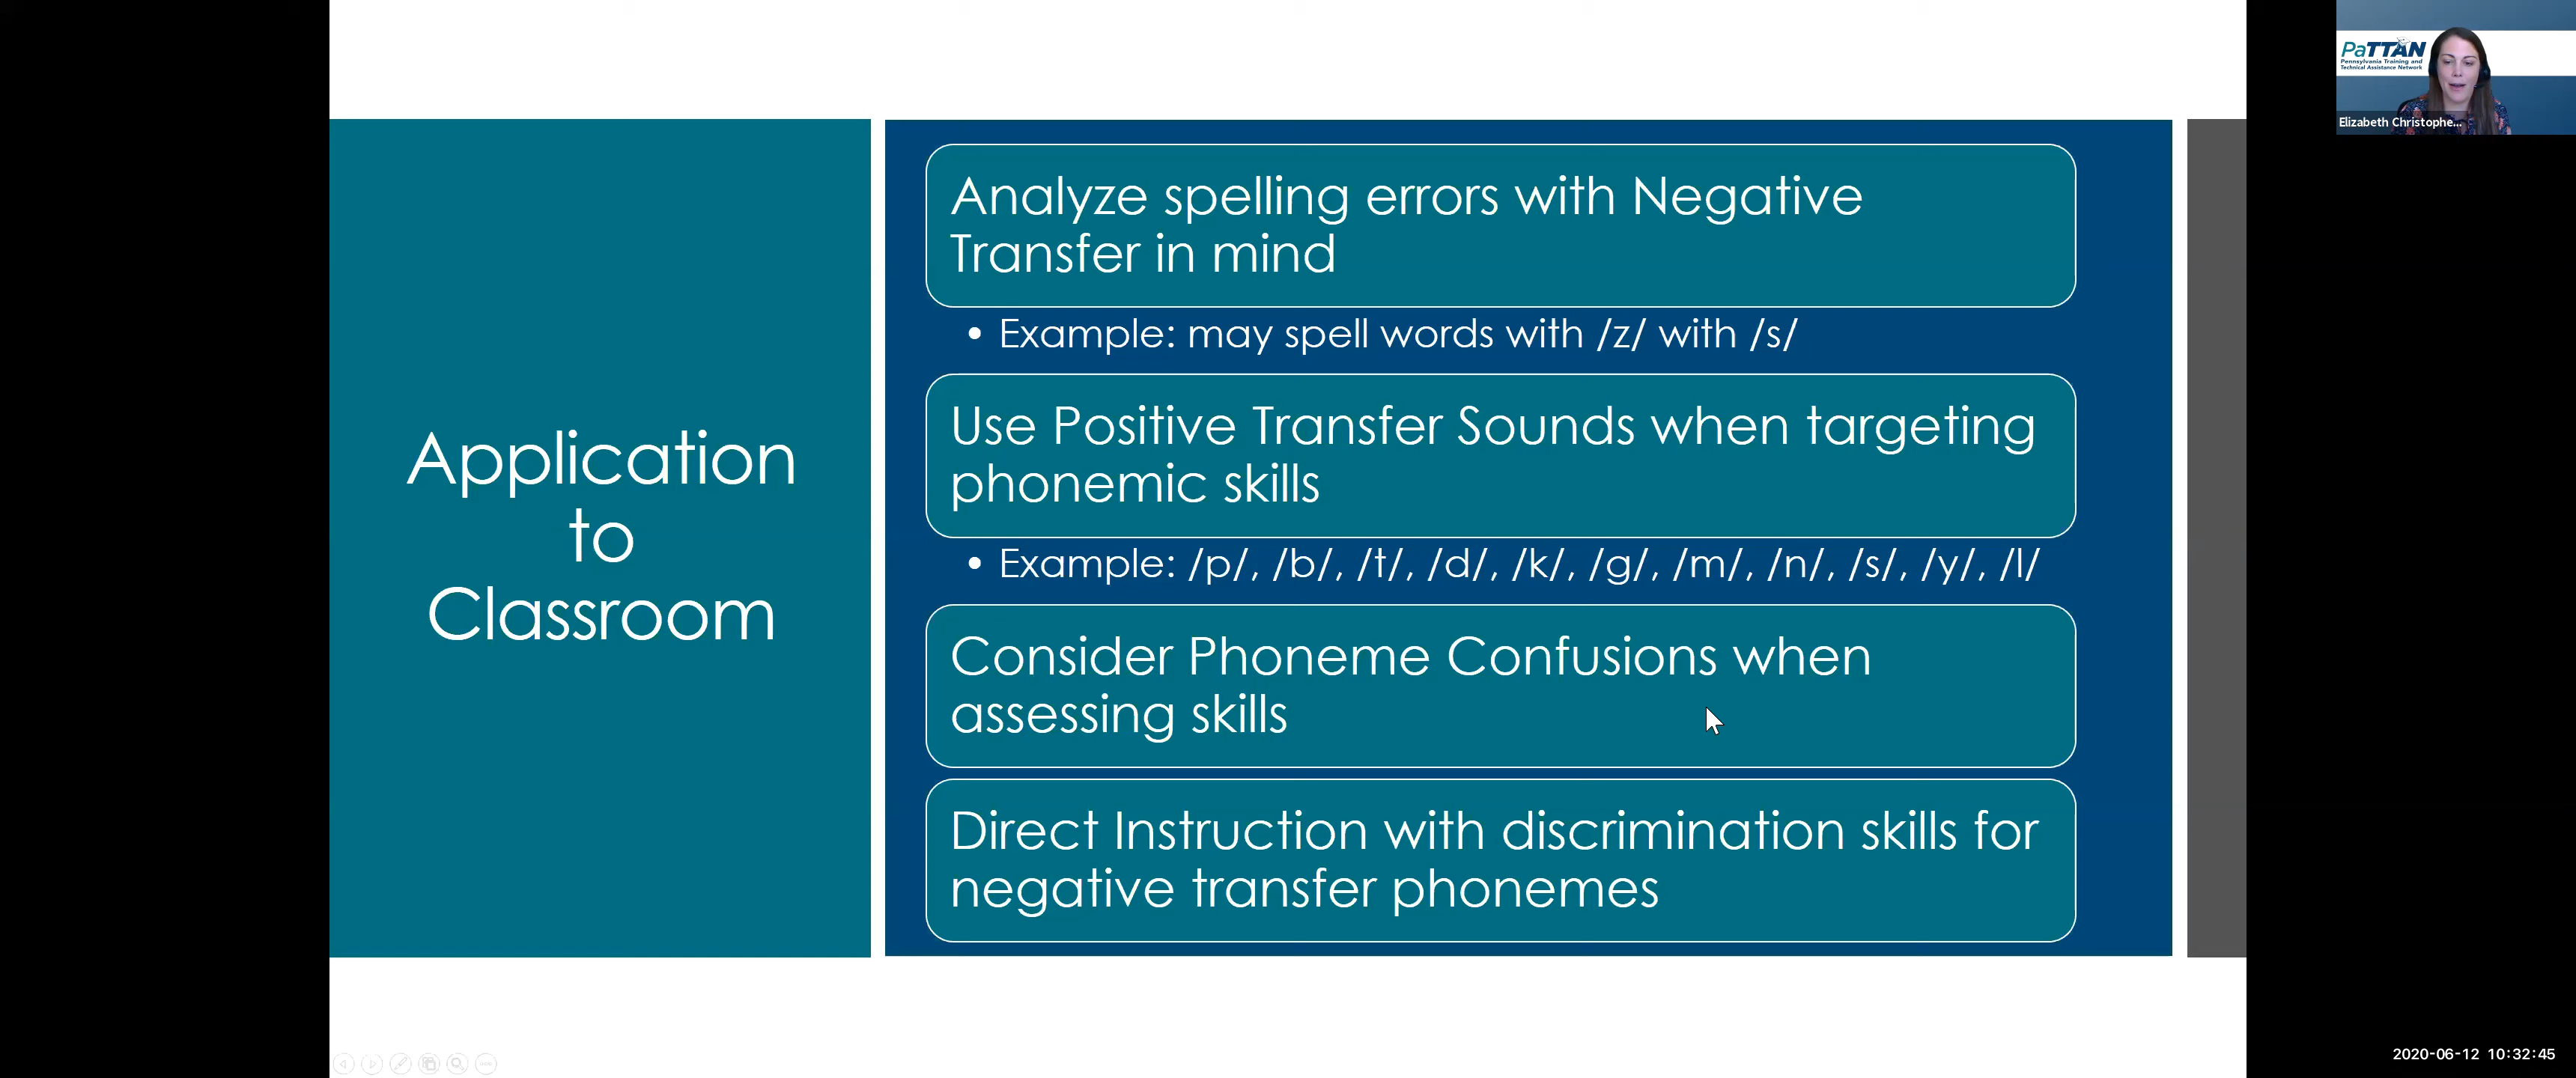 Application
to
Classroom
Analyze spelling errors with Negative
Transfer in mind
• Example: may spell words with /z/ with /s/
Use Positive Transfer Sounds when targeting
phonemic skills
• Example: /p/, /b/, /t/, /d/, /k/, /g/, /m/, /n/, /s/, /y/, /l/
Consider Phoneme Confusions when
assessing skills
Direct Instruction with discrimination skills for
negative transfer phonemes
PaTTAN
Pennsylvania Training and
Technical Assistance Network
Elizabeth Christophe...
2020-06-12 10:32:45